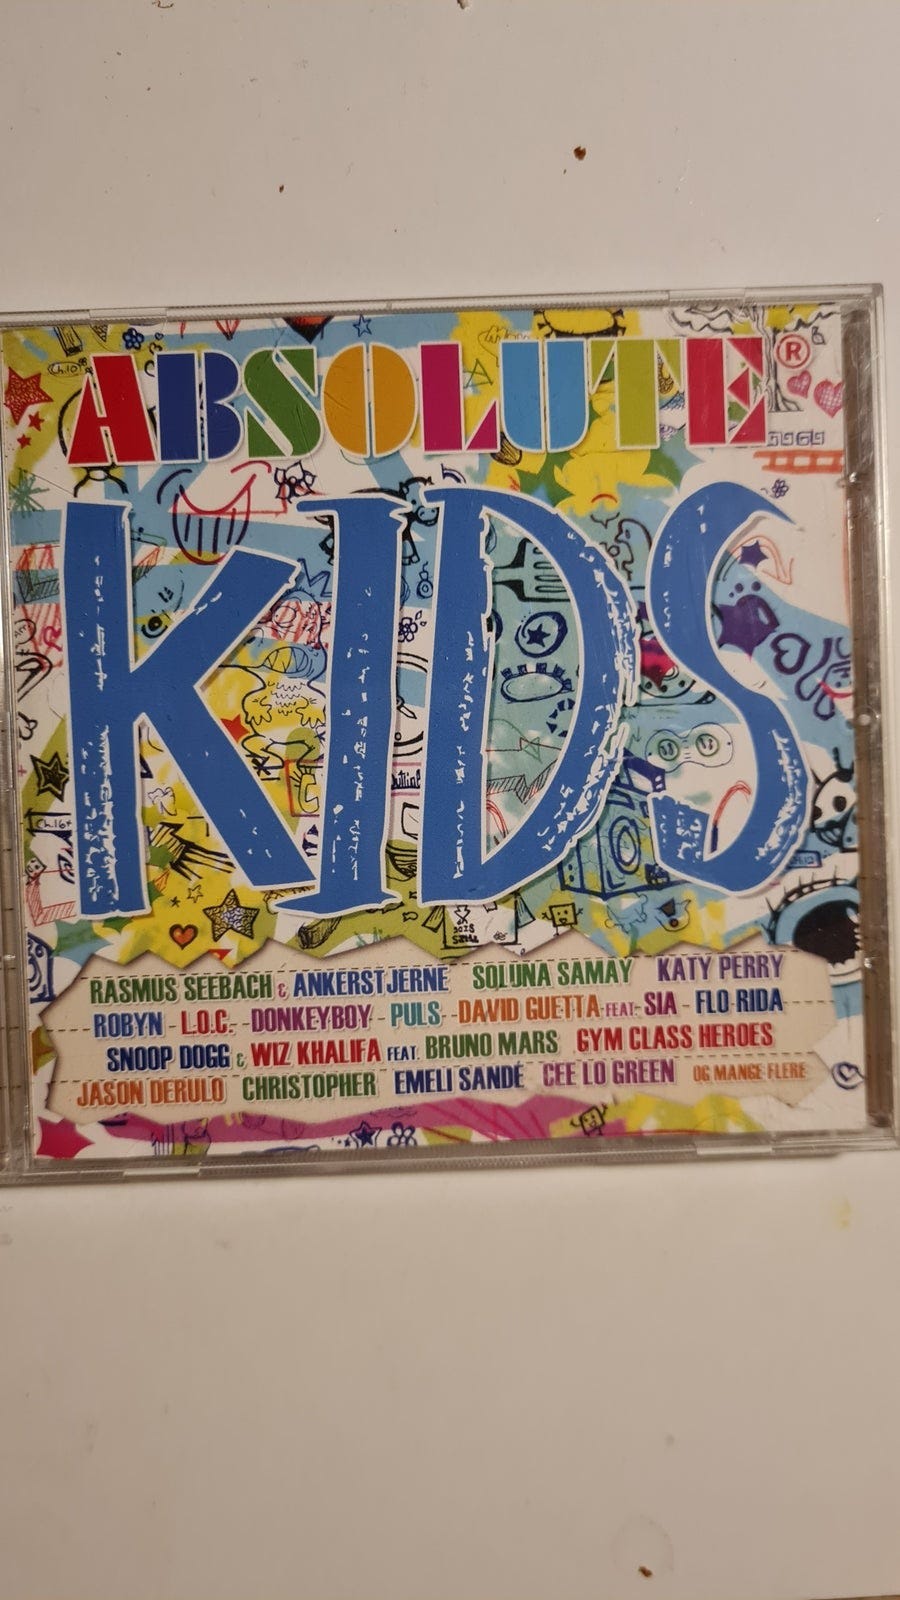 ABSOLUTE®
KIDS
RASMUS SEEBACH & ANKERSTJERNE SOLUNA SAMAY KATY PERRY
ROBYN - L.O.C. - DONKEYBOY - PULS - DAVID GUETTA FEAT. SIA - FLO RIDA
SNOOP DOGG & WIZ KHALIFA FEAT. BRUNO MARS GYM CLASS HEROES
JASON DERULO CHRISTOPHER EMELI SANDÉ CEE LO GREEN OG MANGE FLERE